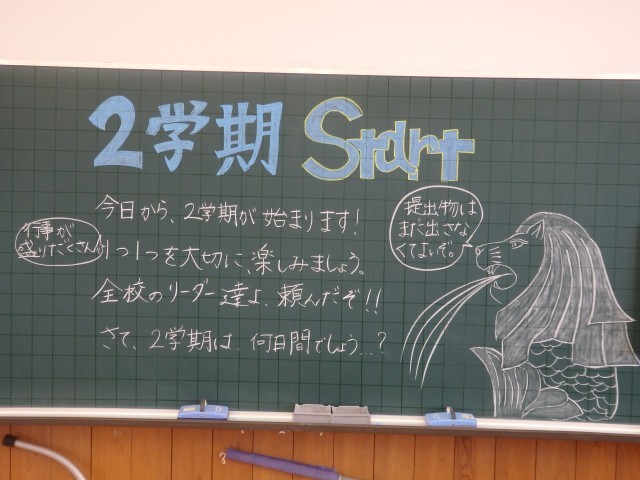 2学期 Start
今日から、2学期が始まります!
行事が
盛りだくさん
1つ1つを大切に、楽しみましょう。
全校のリーダー達よ、頼んだぞ!!
さて、2学期は、何日間でしょう…?
提出物は
まだ出さな
くてよいぞ。